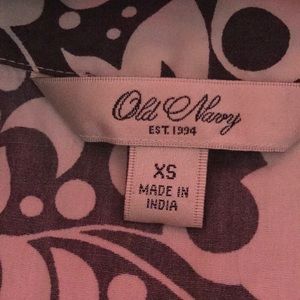 Old Navy
EST. 1994
XS
MADE IN
INDIA